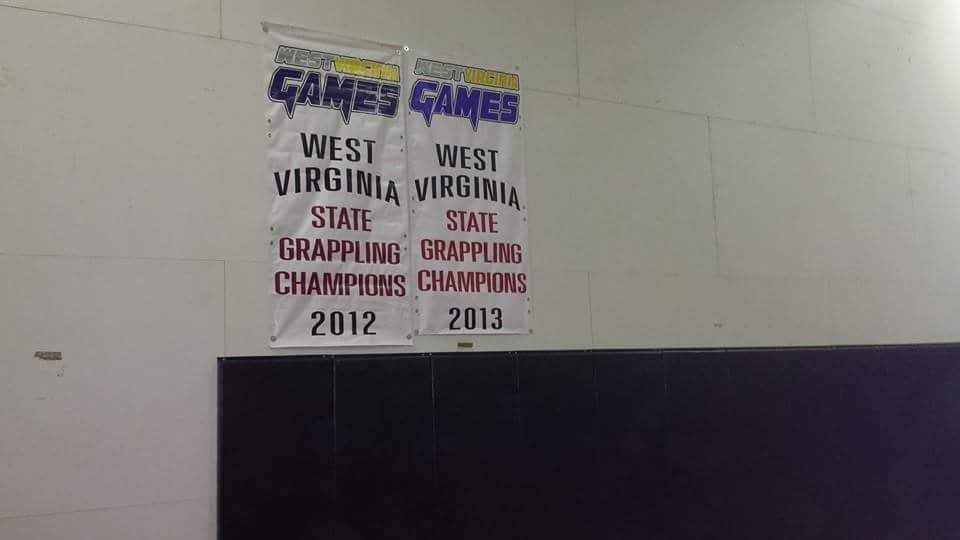 WEST VIRGINIA
GAMES
WEST
VIRGINIA
STATE
GRAPPLING
CHAMPIONS
2012
WEST VIRGINIA
GAMES
WEST
VIRGINIA
STATE
GRAPPLING
CHAMPIONS
2013